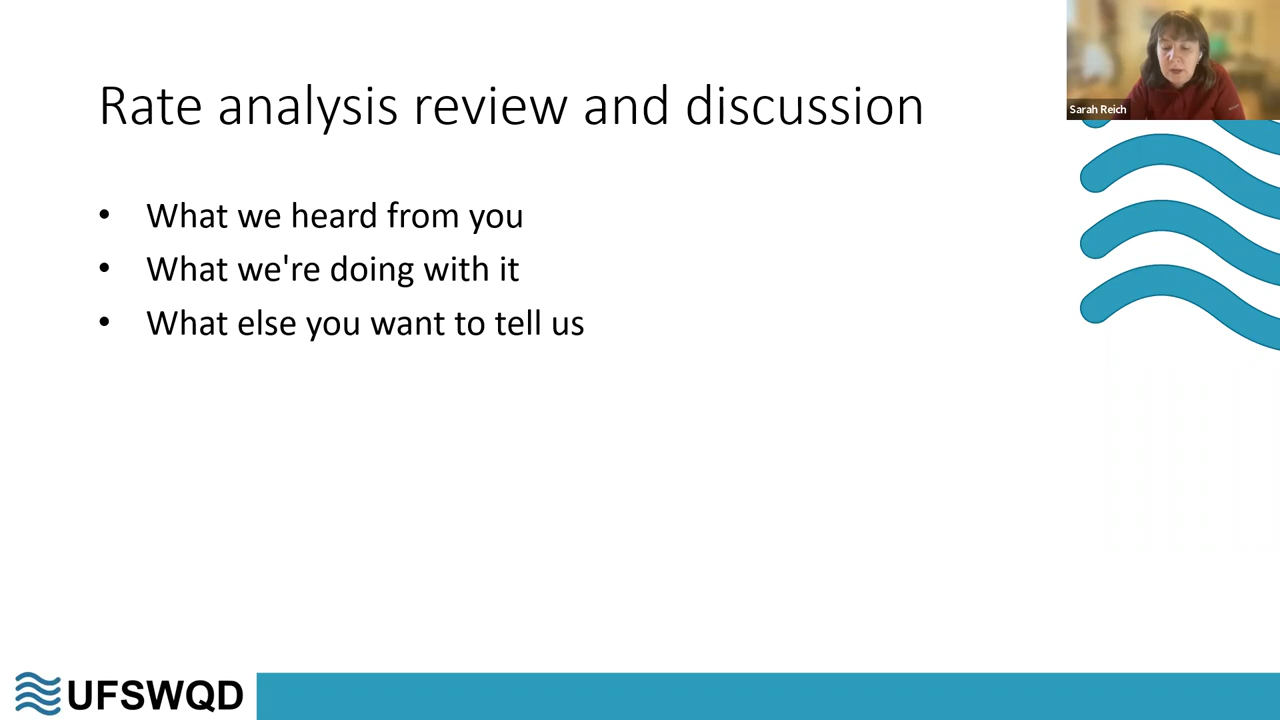 Rate analysis review and discussion
Sarah Reich
• What we heard from you
• What we're doing with it
• What else you want to tell us
UFSWQD